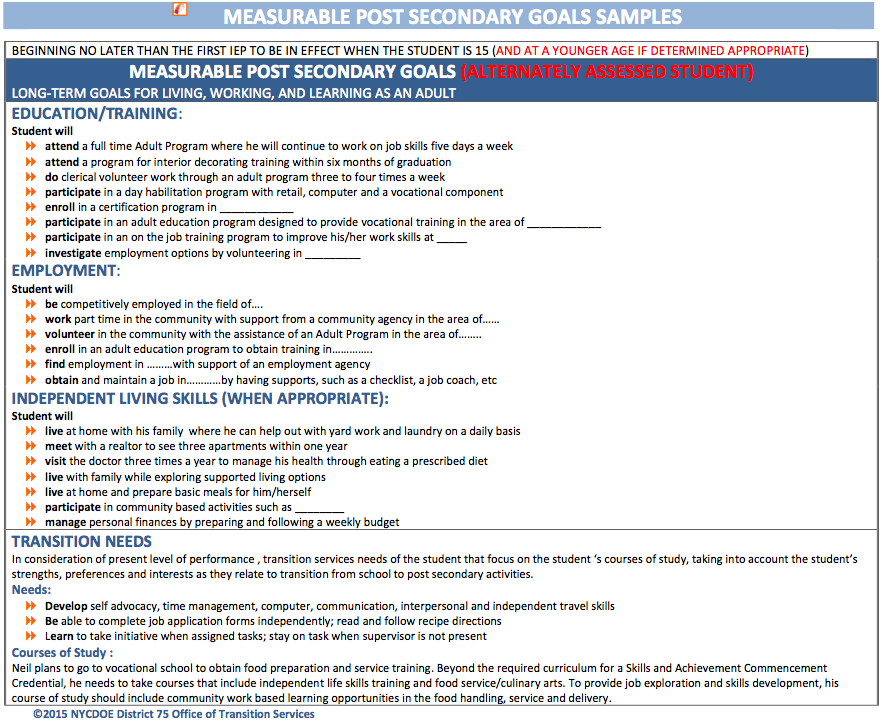 MEASURABLE POST SECONDARY GOALS SAMPLES
BEGINNING NO LATER THAN THE FIRST IEP TO BE IN EFFECT WHEN THE STUDENT IS 15 (AND AT A YOUNGER AGE IF DETERMINED APPROPRIATE)
MEASURABLE POST SECONDARY GOALS (ALTERNATELY ASSESSED STUDENT)
LONG-TERM GOALS FOR LIVING, WORKING, AND LEARNING AS AN ADULT
EDUCATION/TRAINING:
Student will
attend a full time Adult Program where he will continue to work on job skills five days a week
attend a program for interior decorating training within six months of graduation
do clerical volunteer work through an adult program three to four times a week
participate in a day habilitation program with retail, computer and a vocational component
enroll in a certification program in ____________
participate in an adult education program designed to provide vocational training in the area of ____________
participate in an on the job training program to improve his/her work skills at _____
investigate employment options by volunteering in _________
EMPLOYMENT:
Student will
be competitively employed in the field of….
work part time in the community with support from a community agency in the area of……
volunteer in the community with the assistance of an Adult Program in the area of……..
enroll in an adult education program to obtain training in…………..
find employment in ………with support of an employment agency
obtain and maintain a job in…………by having supports, such as a checklist, a job coach, etc
INDEPENDENT LIVING SKILLS (WHEN APPROPRIATE):
Student will
live at home with his family where he can help out with yard work and laundry on a daily basis
meet with a realtor to see three apartments within one year
visit the doctor three times a year to manage his health through eating a prescribed diet
live with family while exploring supported living options
live at home and prepare basic meals for him/herself
participate in community based activities such as ________
manage personal finances by preparing and following a weekly budget
TRANSITION NEEDS
In consideration of present level of performance , transition services needs of the student that focus on the student 's courses of study, taking into account the student's
strengths, preferences and interests as they relate to transition from school to post secondary activities.
Needs:
Develop self advocacy, time management, computer, communication, interpersonal and independent travel skills
Be able to complete job application forms independently; read and follow recipe directions
Learn to take initiative when assigned tasks; stay on task when supervisor is not present
Courses of Study :
Neil plans to go to vocational school to obtain food preparation and service training. Beyond the required curriculum for a Skills and Achievement Commencement
Credential, he needs to take courses that include independent life skills training and food service/culinary arts. To provide job exploration and skills development, his
course of study should include community work based learning opportunities in the food handling, service and delivery.
©2015 NYCDOE District 75 Office of Transition Services